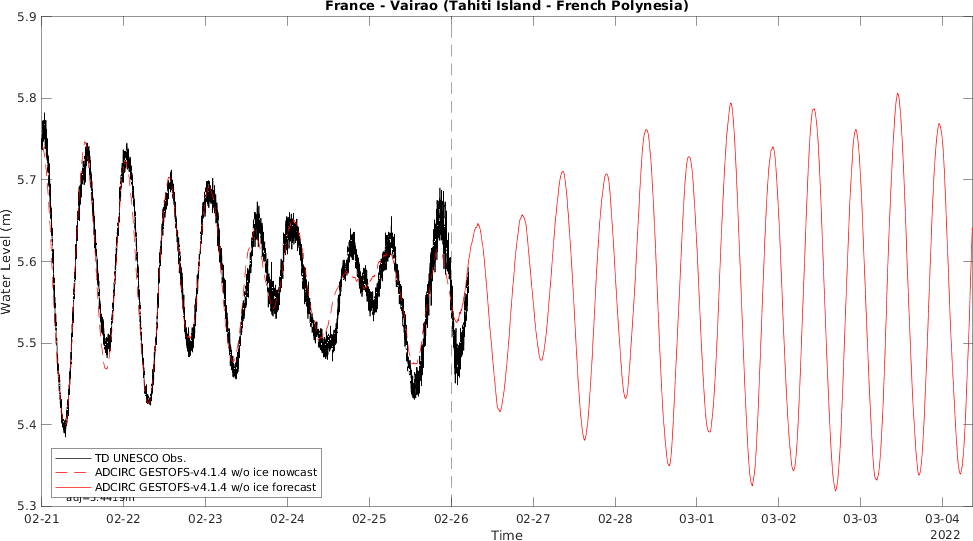 France - Vairao (Tahiti Island - French Polynesia)
5.9
5.8
5.7
5.6
5.5
5.4
5.3
Water Level (m)
TD UNESCO Obs.
ADCIRC GESTOFS-v4.1.4 w/o ice nowcast
ADCIRC GESTOFS-v4.1.4 w/o ice forecast
adj=5.4419m
02-21 02-22 02-23 02-24 02-25 02-26 02-27 02-28 03-01 03-02 03-03 03-04
2022
Time